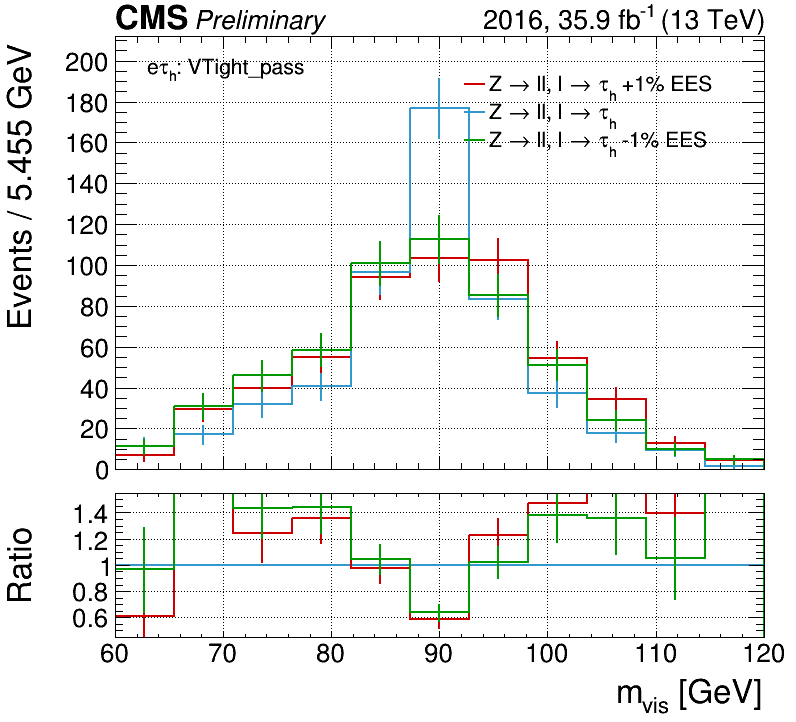 CMS Preliminary 2016, 35.9 fb⁻¹ (13 TeV)
eτₕ: VTight_pass
Z → ll, l → τₕ +1% EES
Z → ll, l → τₕ
Z → ll, l → τₕ -1% EES
Events / 5.455 GeV
200
180
160
140
120
100
80
60
40
20
0
Ratio
1.4
1.2
1
0.8
0.6
60 70 80 90 100 110 120
m_vis [GeV]